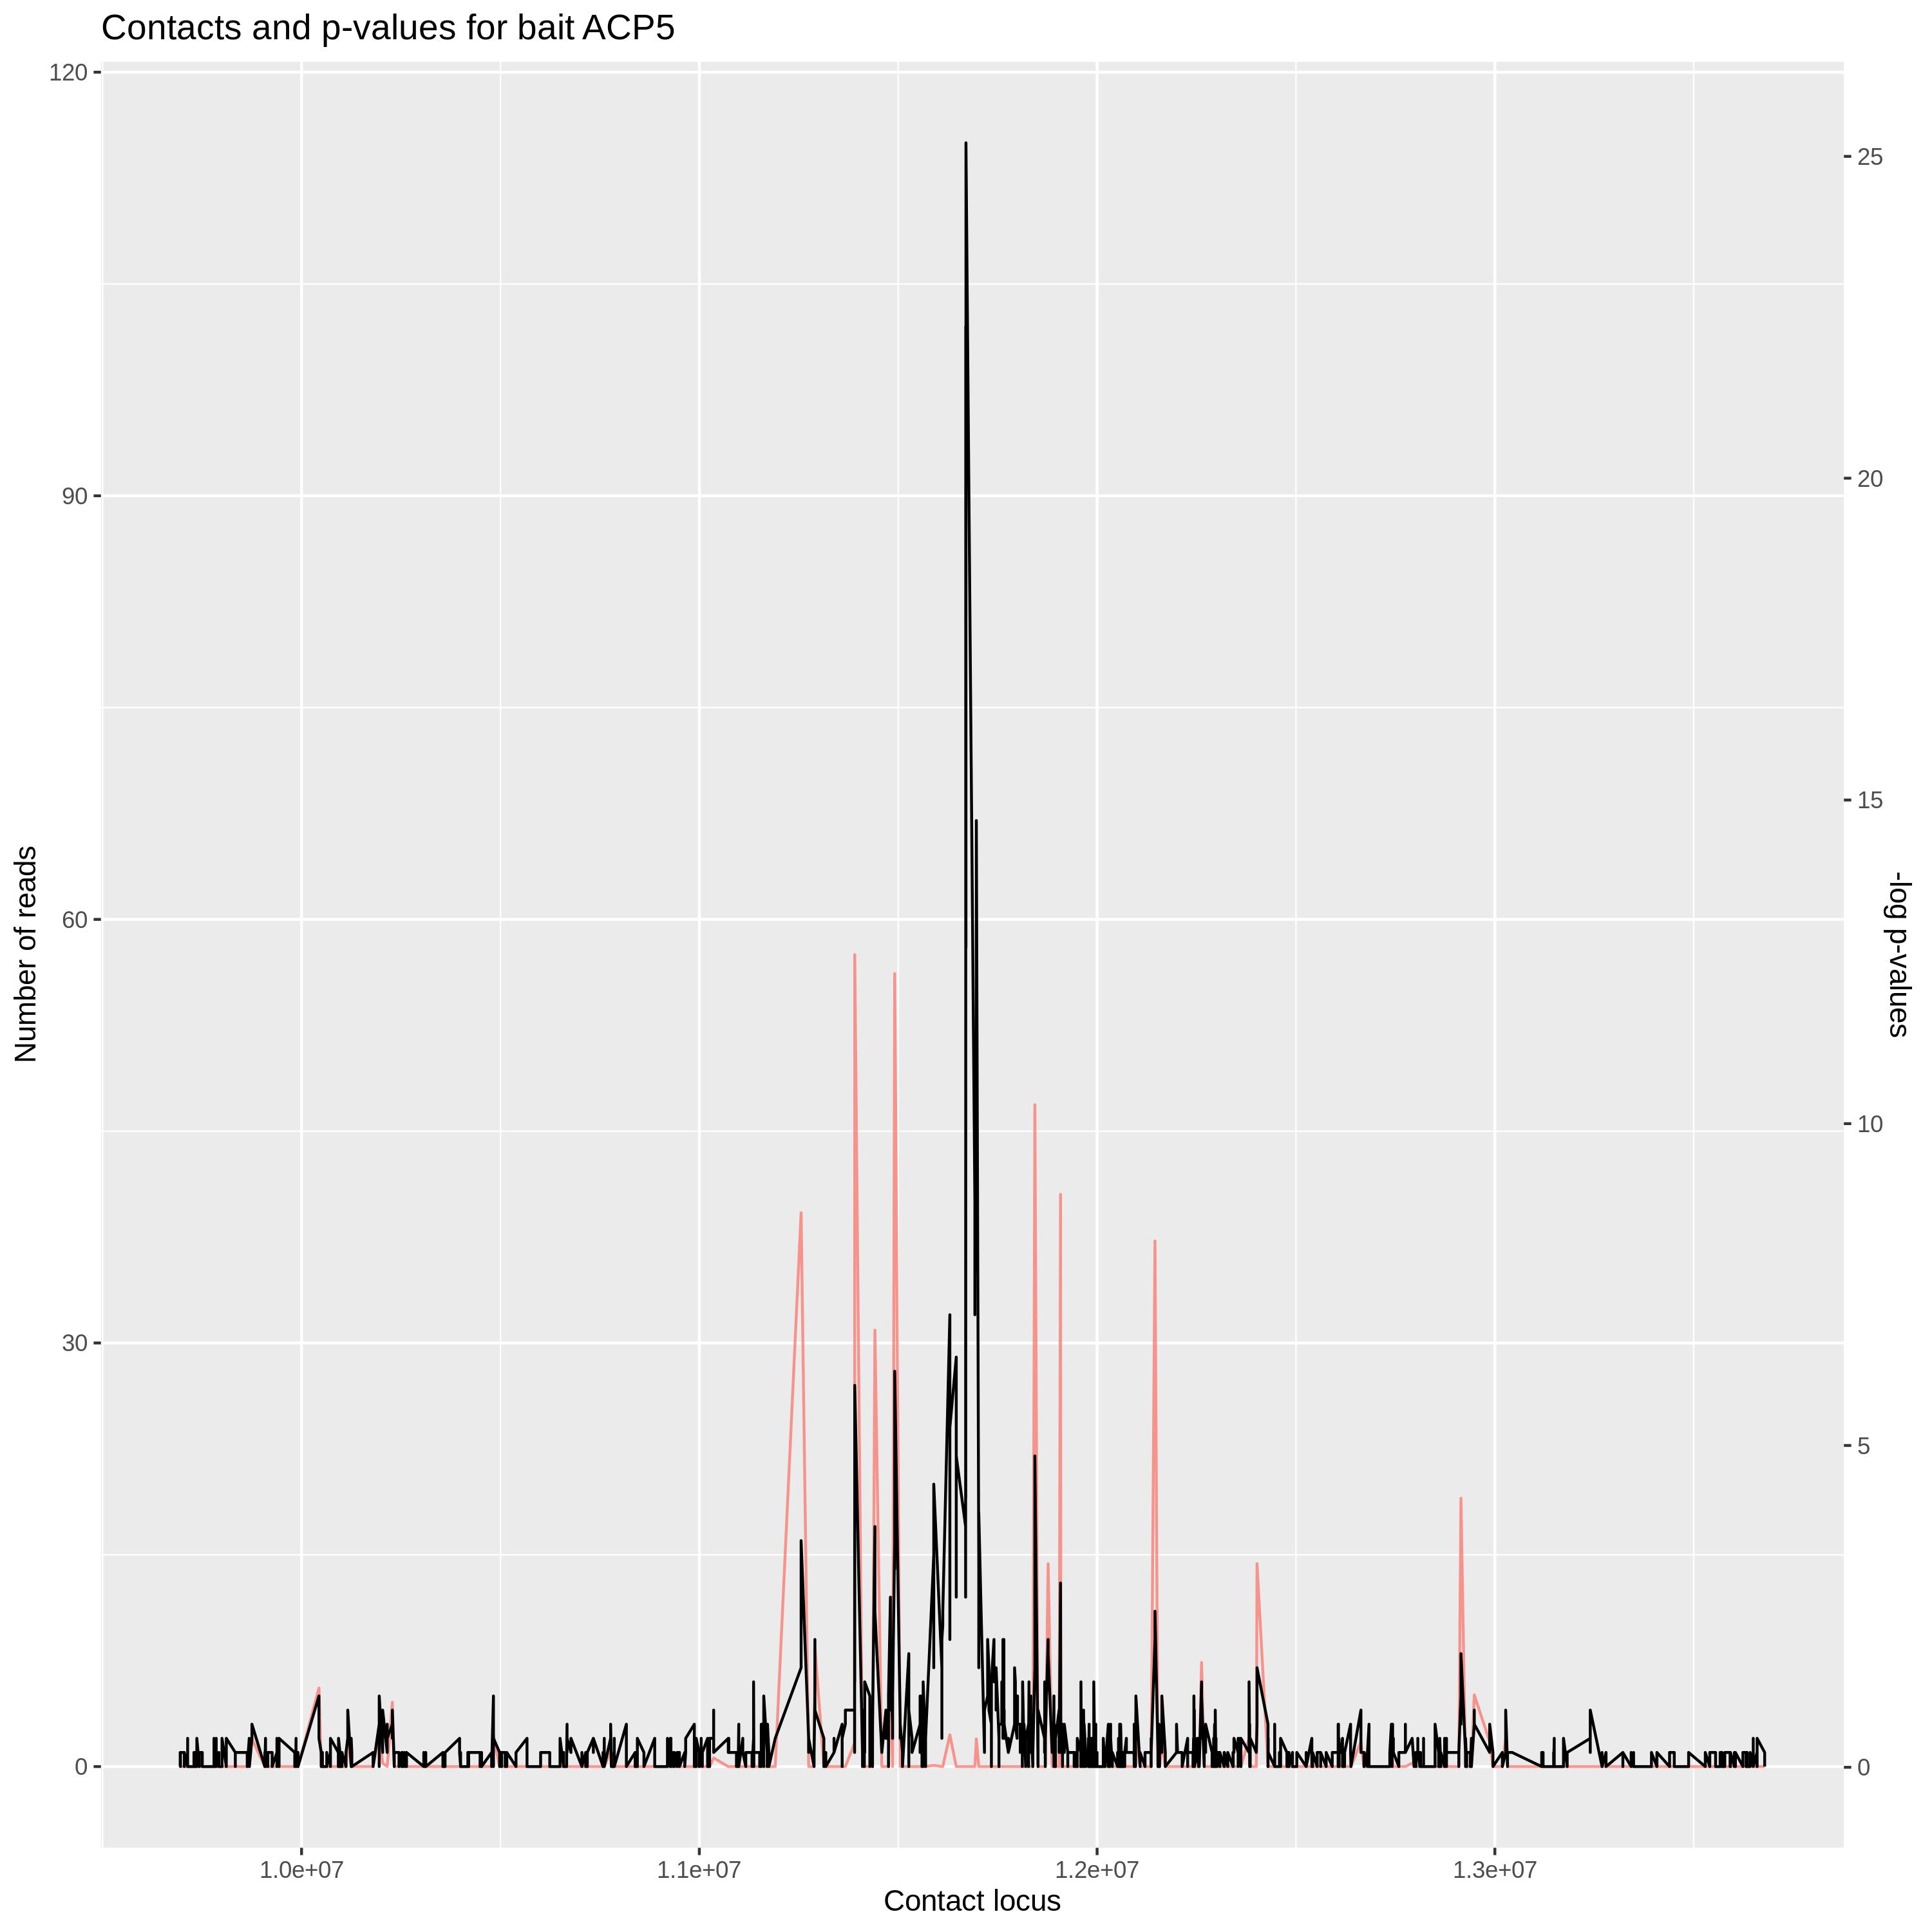 Contacts and p-values for bait ACP5
120
90
60
30
0
Number of reads
25
20
15
10
5
0
-log p-values
1.0e+07
1.1e+07
1.2e+07
1.3e+07
Contact locus